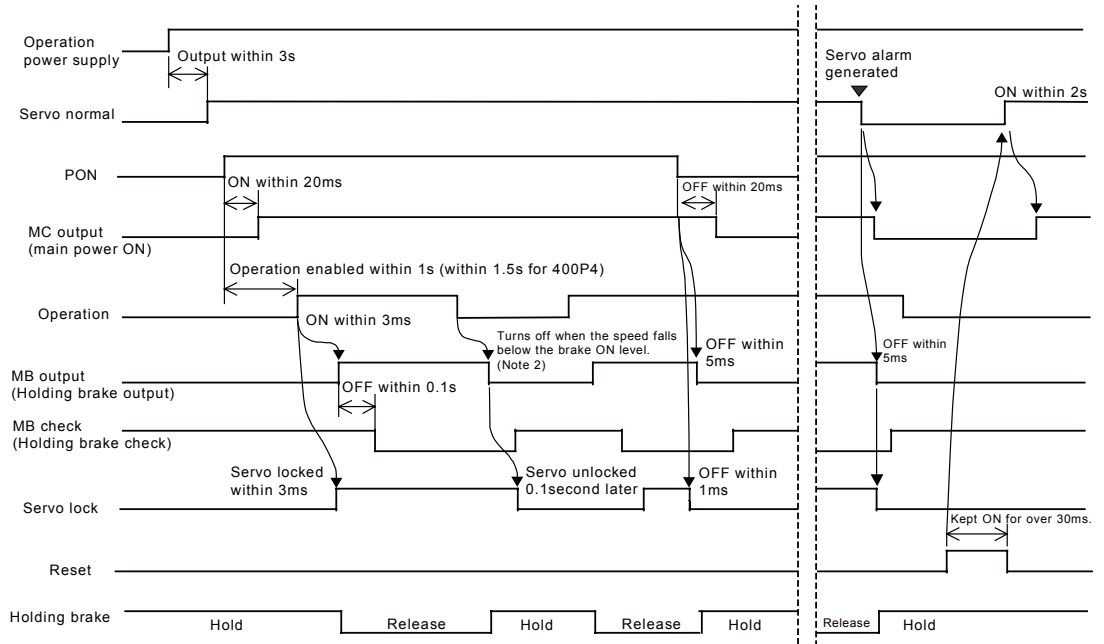 Operation
power supply
Output within 3s
Servo alarm
generated
ON within 2s
Servo normal
PON
ON within 20ms
OFF within 20ms
MC output
(main power ON)
Operation enabled within 1s (within 1.5s for 400P4)
Operation
ON within 3ms
Turns off when the speed falls
below the brake ON level.
(Note 2)
OFF within
5ms
OFF within
5ms
MB output
(Holding brake output)
OFF within 0.1s
MB check
(Holding brake check)
Servo locked
within 3ms
Servo unlocked
0.1second later
OFF within
1ms
Servo lock
Kept ON for over 30ms.
Reset
Holding brake
Hold
Release
Hold
Release
Hold
Release
Hold